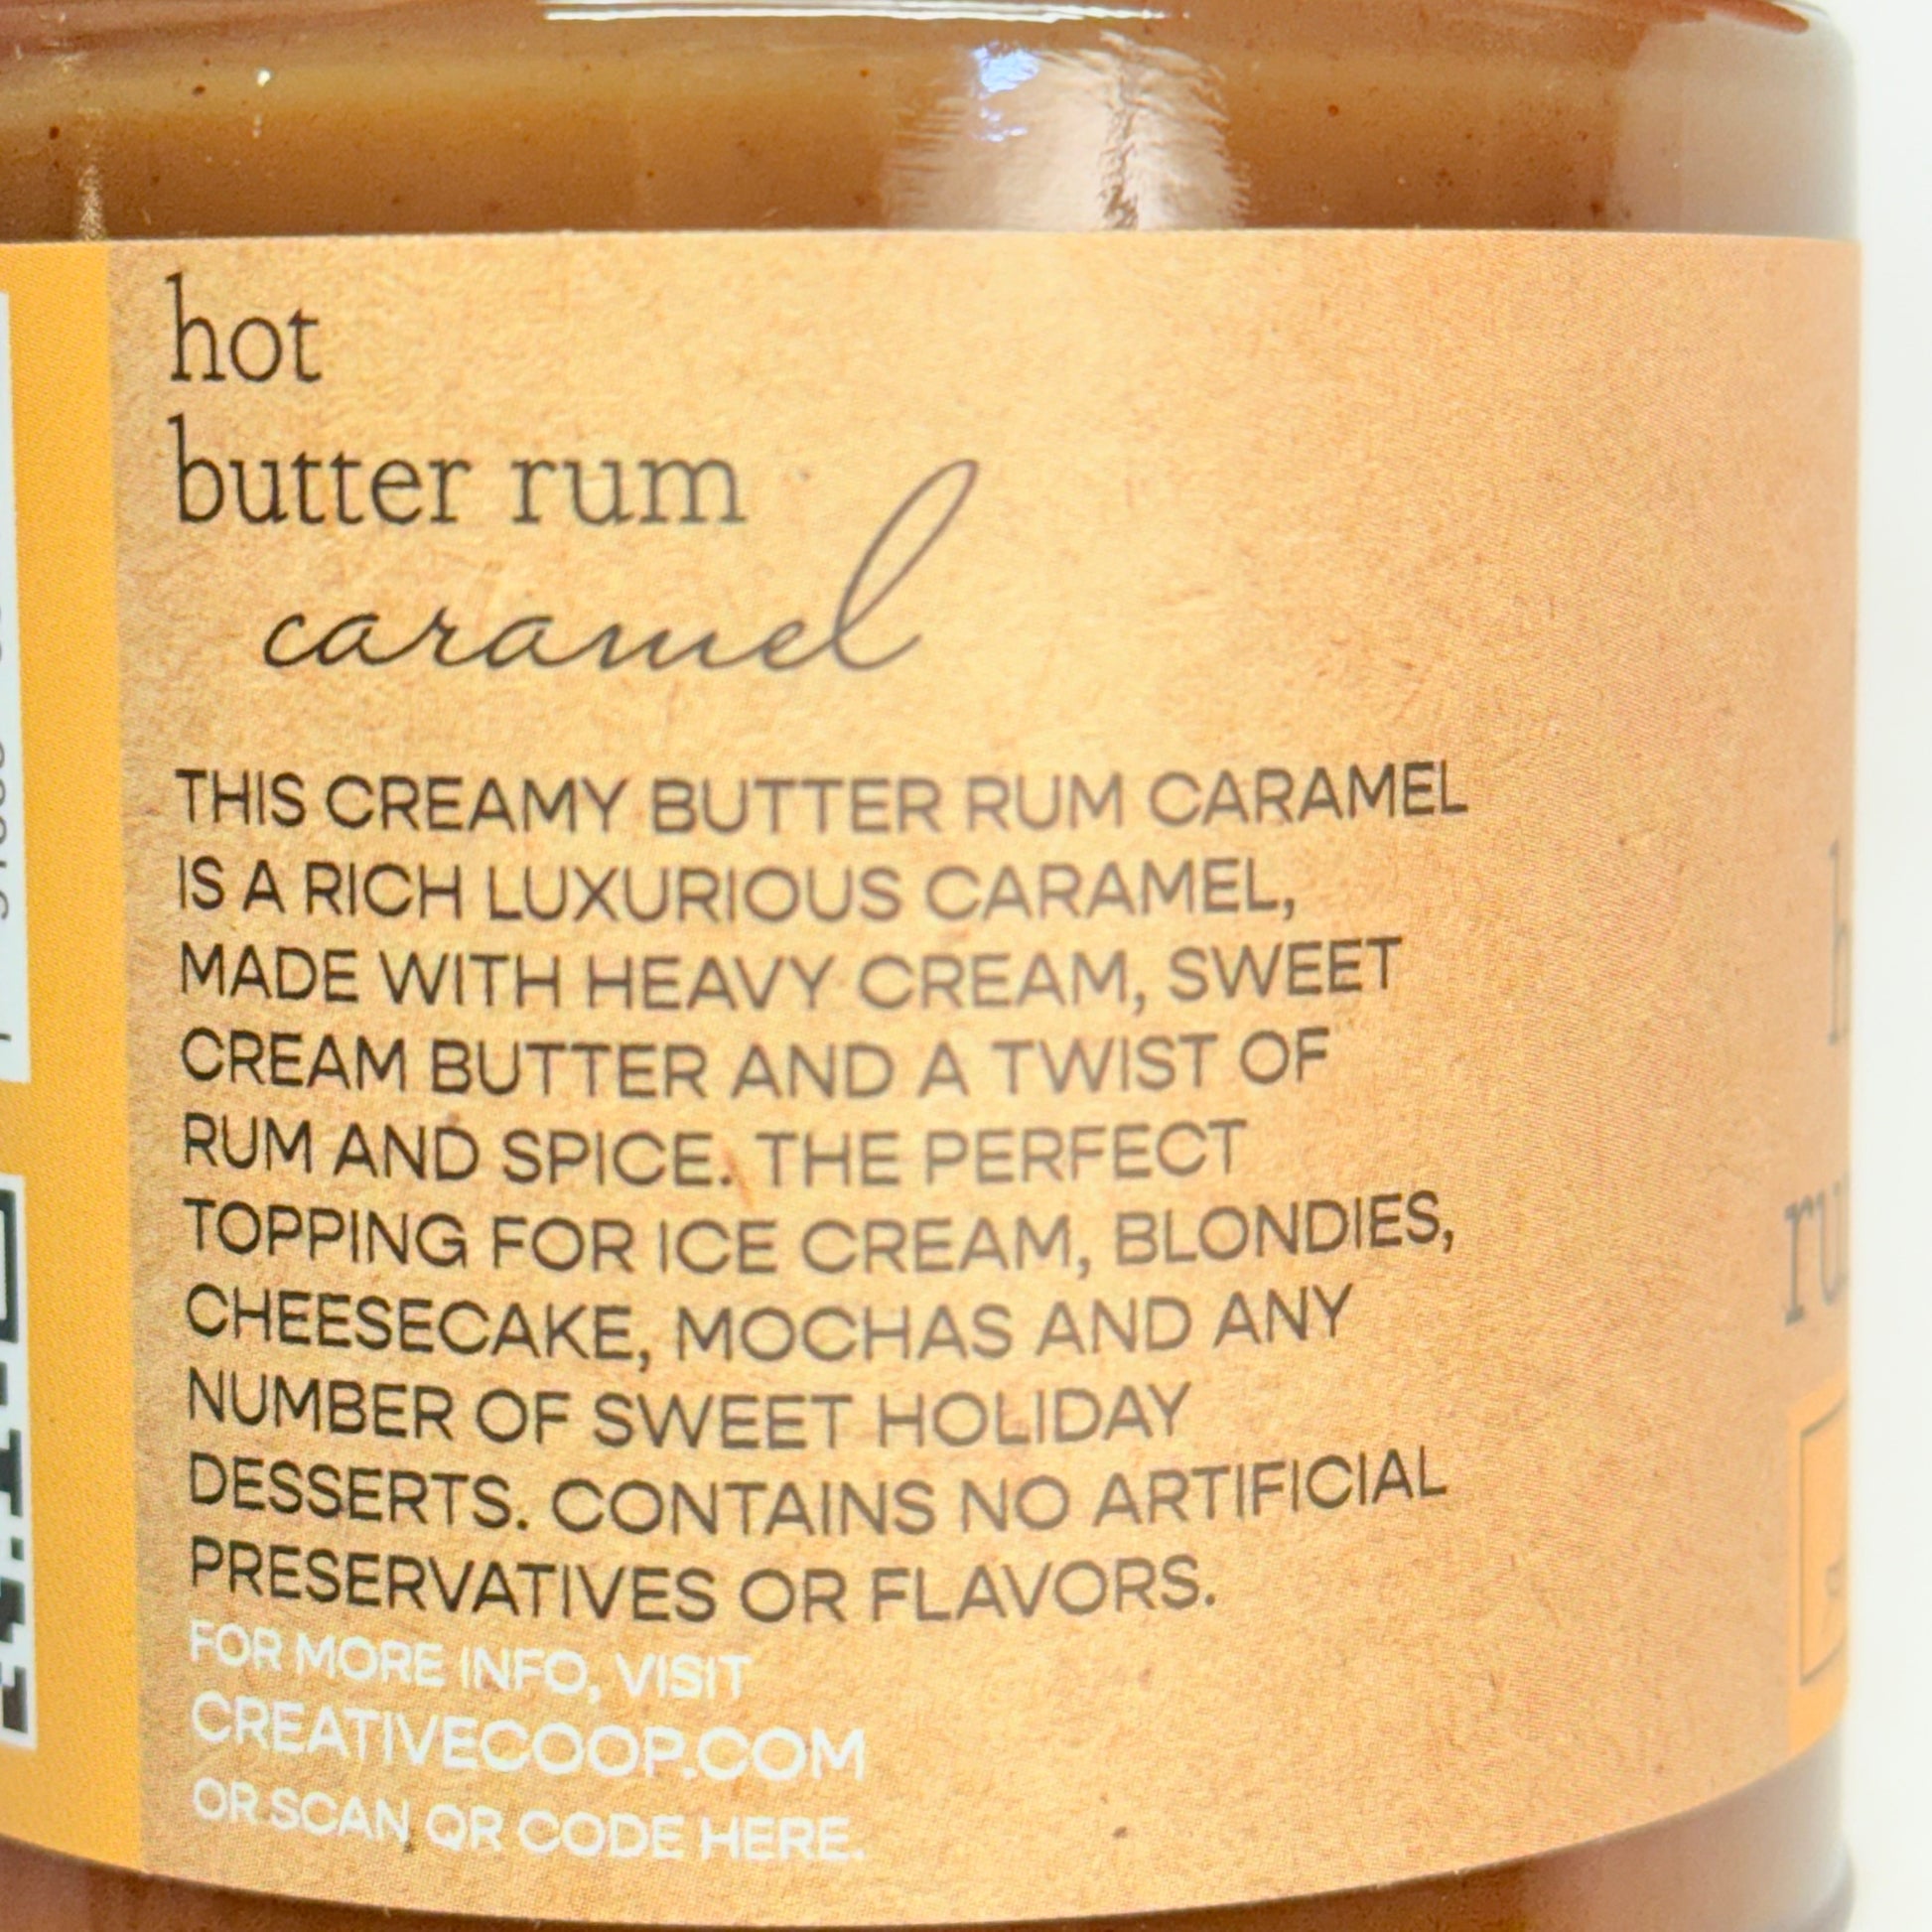 hot
butter rum
caramel
THIS CREAMY BUTTER RUM CARAMEL
IS A RICH LUXURIOUS CARAMEL,
MADE WITH HEAVY CREAM, SWEET
CREAM BUTTER AND A TWIST OF
RUM AND SPICE. THE PERFECT
TOPPING FOR ICE CREAM, BLONDIES,
CHEESECAKE, MOCHAS AND ANY
NUMBER OF SWEET HOLIDAY
DESSERTS. CONTAINS NO ARTIFICIAL
PRESERVATIVES OR FLAVORS.
FOR MORE INFO, VISIT
CREATIVECOOP.COM
OR SCAN QR CODE HERE.